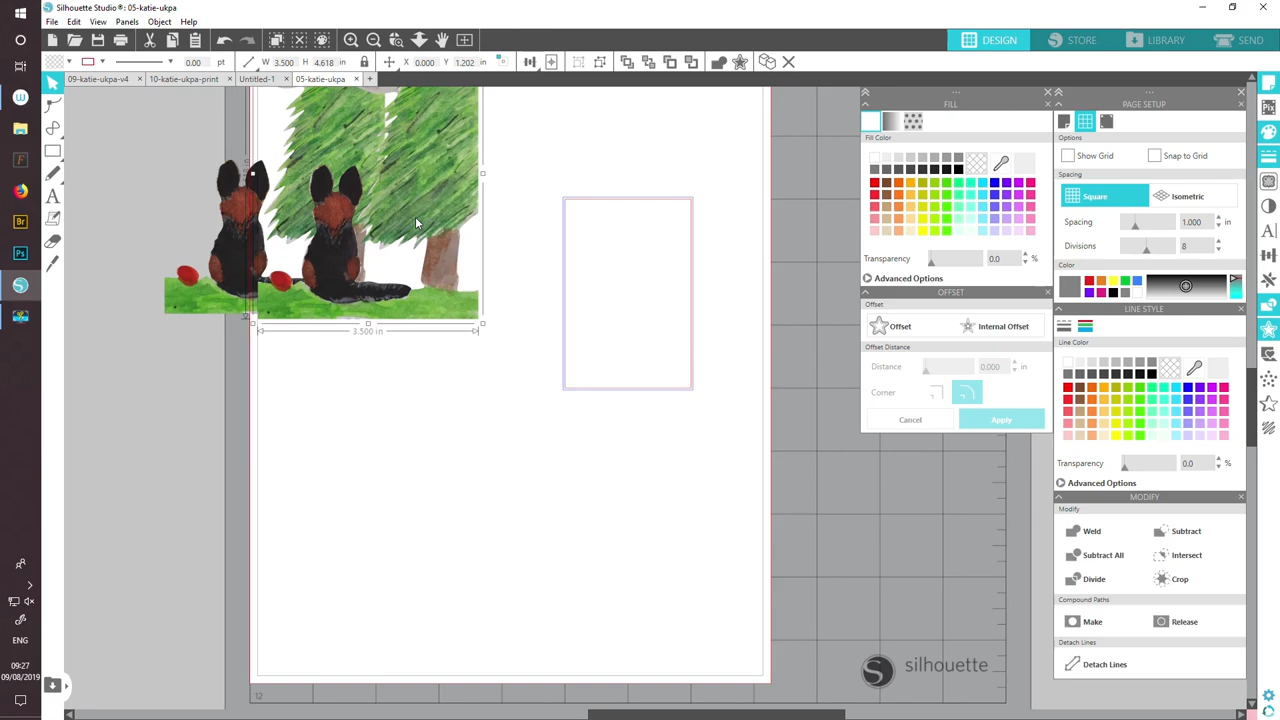 Silhouette Studio®: 05-katie-ukpa
File Edit View Panels Object Help
DESIGN STORE LIBRARY SEND
0.00 pt W 3.500 H 4.618 in X 0.000 Y 1.202 in
09-katie-ukpa-v4 10-katie-ukpa-print Untitled-1 05-katie-ukpa
FILL
Fill Color
Transparency 0.0 %
Advanced Options
OFFSET
Offset
Offset Internal Offset
Offset Distance
Distance 0.000 in
Corner
Cancel Apply
PAGE SETUP
Options
Show Grid Snap to Grid
Spacing
Square Isometric
Spacing 1.000 in
Divisions 8
Color
LINE STYLE
Line Color
Transparency 0.0 %
Advanced Options
MODIFY
Modify
Weld Subtract
Subtract All Intersect
Divide Crop
Compound Paths
Make Release
Detach Lines
Detach Lines
3.500 in
silhouette
12
Br
Ps
Pix
ENG
09:27
09/08/2019